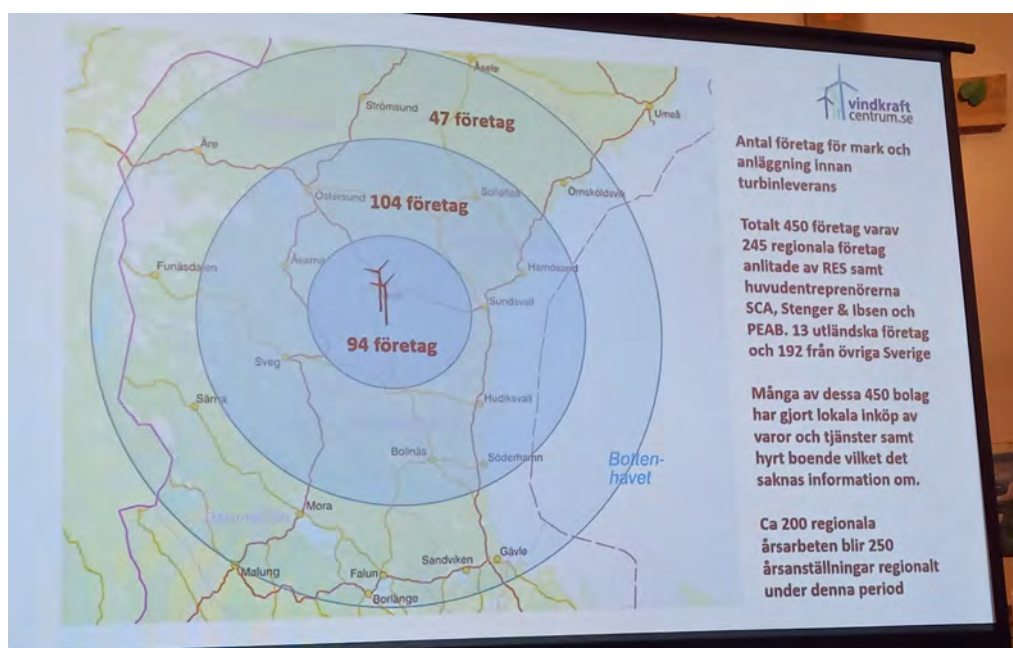 Åsele
Strömsund
47 företag
Umeå
Åre
Östersund
104 företag
Sollefteå
Örnsköldsvik
Åsarna
Funäsdalen
Härnösand
Sundsvall
94 företag
Sveg
Särna
Hudiksvall
Bollnäs
Söderhamn
Botten-
havet
Mora
Malung
Falun
Sandviken
Gävle
Borlänge
vindkraft
centrum.se
Antal företag för mark och
anläggning innan
turbinleverans
Totalt 450 företag varav
245 regionala företag
anlitade av RES samt
huvudentreprenörerna
SCA, Stenger & Ibsen och
PEAB. 13 utländska företag
och 192 från övriga Sverige
Många av dessa 450 bolag
har gjort lokala inköp av
varor och tjänster samt
hyrt boende vilket det
saknas information om.
Ca 200 regionala
årsarbeten blir 250
årsanställningar regionalt
under denna period